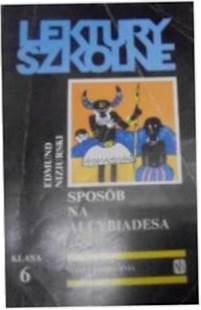 LEKTURY
SZKOLNE
EDMUND
NIZIURSKI
SPOSÓB
NA
ALCYBIADESA
KLASA
6